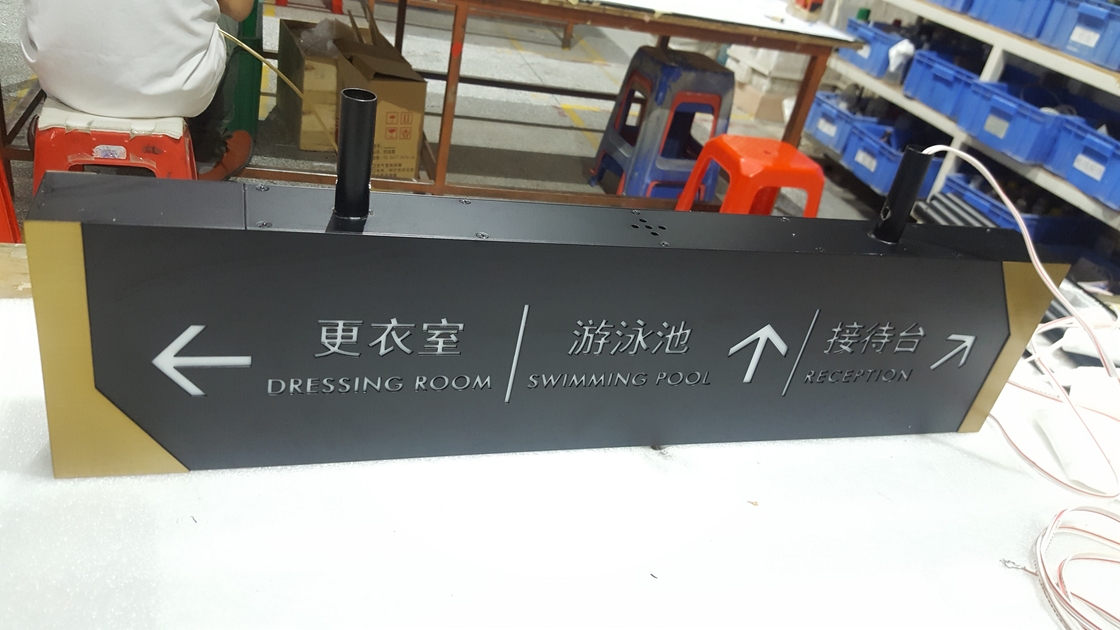 更衣室
DRESSING ROOM
游泳池
SWIMMING POOL
接待台
RECEPTION